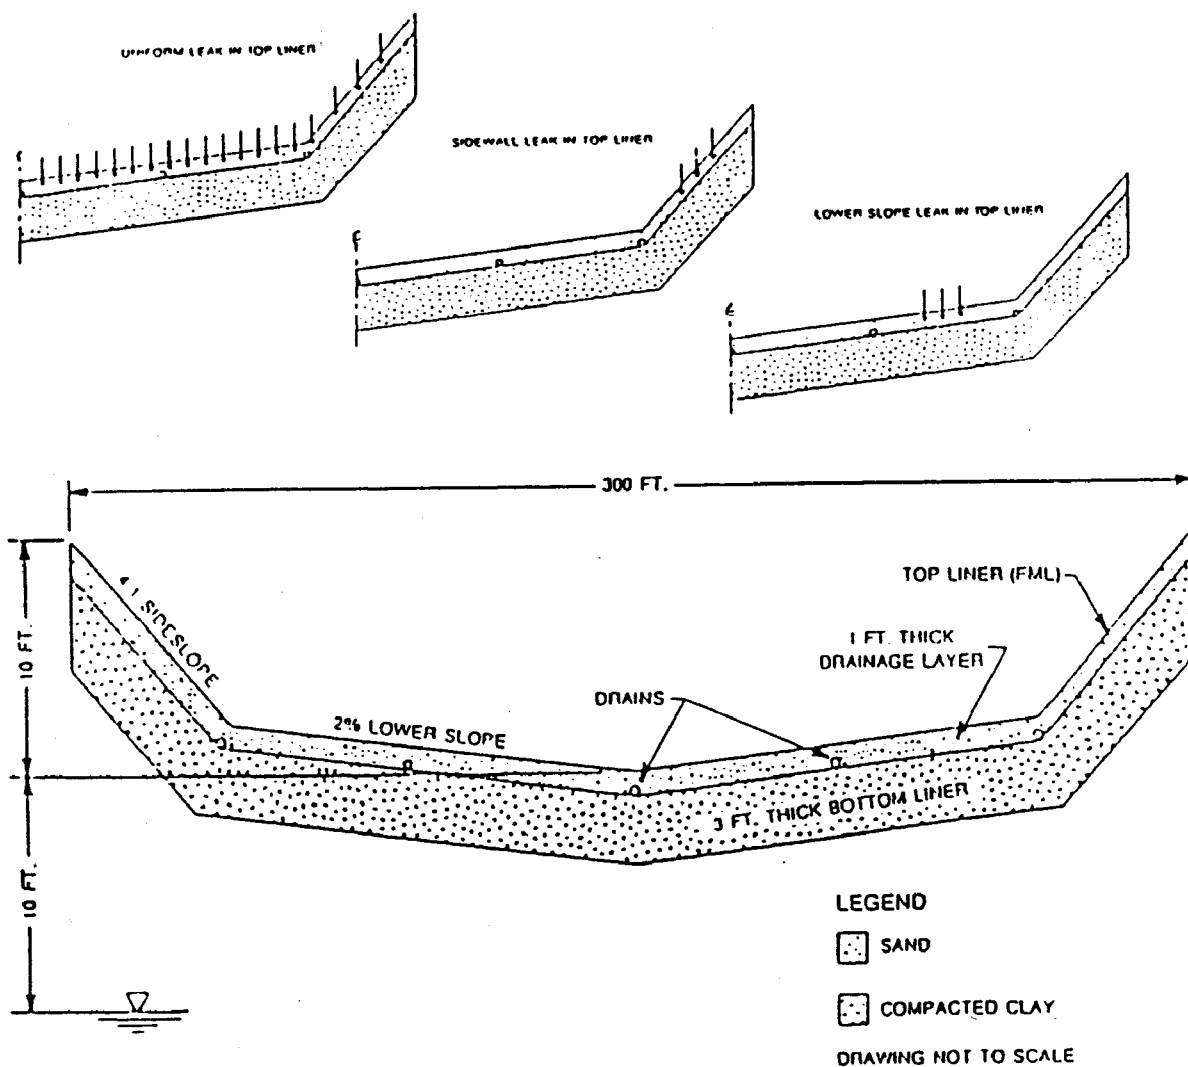 UNIFORM LEAK IN TOP LINER
SIDEWALL LEAK IN TOP LINER
LOWER SLOPE LEAK IN TOP LINER
300 FT.
TOP LINER (FML)
4:1 SIDESLOPE
10 FT.
1 FT. THICK
DRAINAGE LAYER
DRAINS
2% LOWER SLOPE
3 FT. THICK BOTTOM LINER
10 FT.
LEGEND
SAND
COMPACTED CLAY
DRAWING NOT TO SCALE